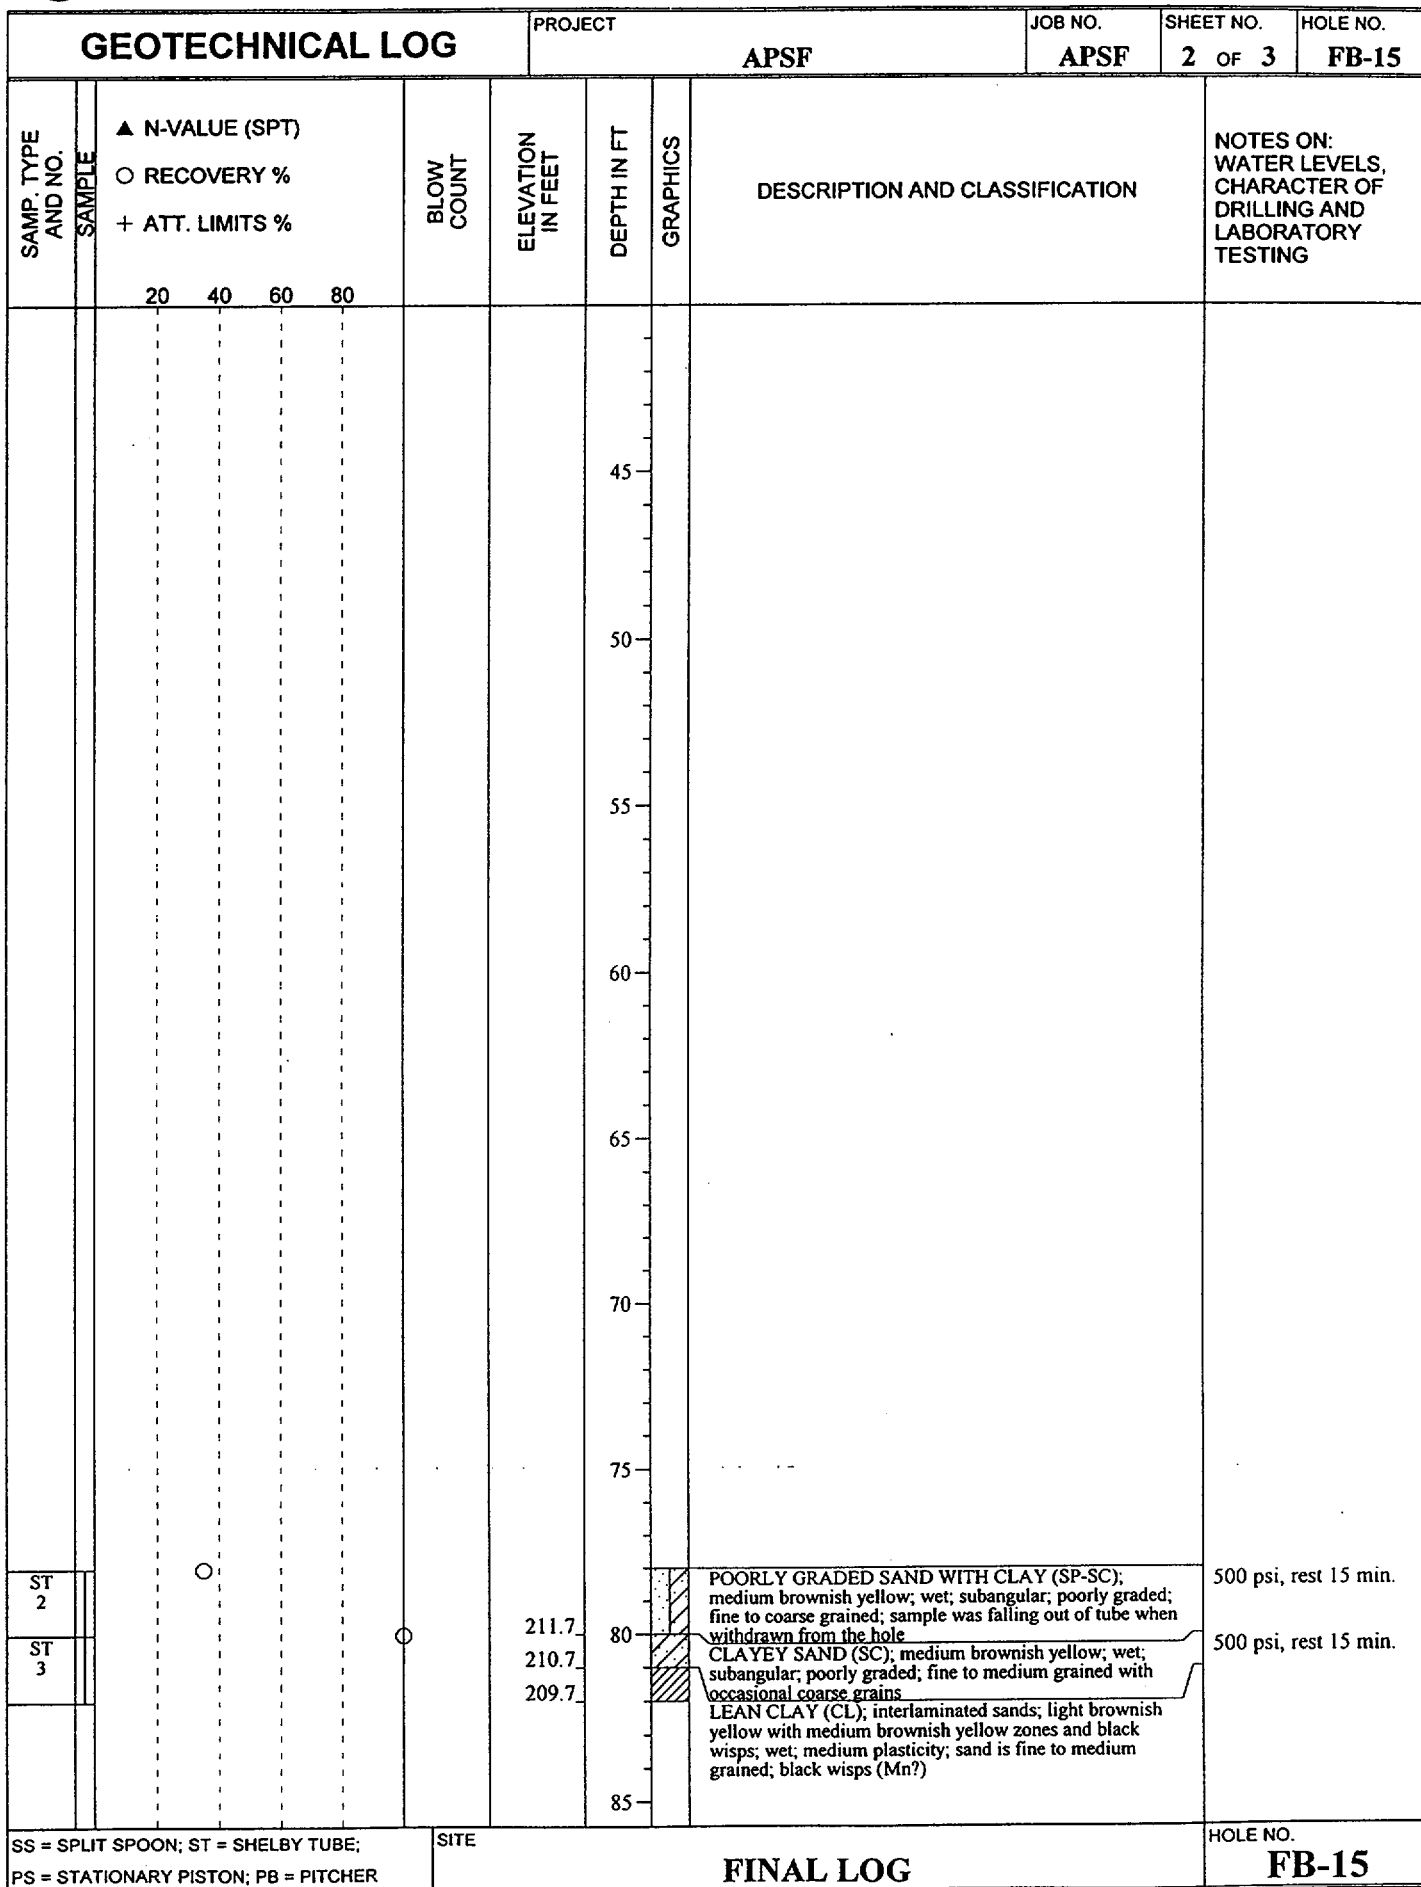 GEOTECHNICAL LOG
PROJECT
APSF
JOB NO.
APSF
SHEET NO.
2 OF 3
HOLE NO.
FB-15
SAMP. TYPE
AND NO.
SAMPLE
▲ N-VALUE (SPT)
○ RECOVERY %
+ ATT. LIMITS %
20 40 60 80
BLOW
COUNT
ELEVATION
IN FEET
DEPTH IN FT
GRAPHICS
DESCRIPTION AND CLASSIFICATION
NOTES ON:
WATER LEVELS,
CHARACTER OF
DRILLING AND
LABORATORY
TESTING
45
50
55
60
65
70
75
ST
2
POORLY GRADED SAND WITH CLAY (SP-SC);
medium brownish yellow; wet; subangular; poorly graded;
fine to coarse grained; sample was falling out of tube when
withdrawn from the hole
500 psi, rest 15 min.
211.7
80
ST
3
210.7
209.7
CLAYEY SAND (SC); medium brownish yellow; wet;
subangular; poorly graded; fine to medium grained with
occasional coarse grains
500 psi, rest 15 min.
LEAN CLAY (CL); interlaminated sands; light brownish
yellow with medium brownish yellow zones and black
wisps; wet; medium plasticity; sand is fine to medium
grained; black wisps (Mn?)
85
SS = SPLIT SPOON; ST = SHELBY TUBE;
PS = STATIONARY PISTON; PB = PITCHER
SITE
FINAL LOG
HOLE NO.
FB-15